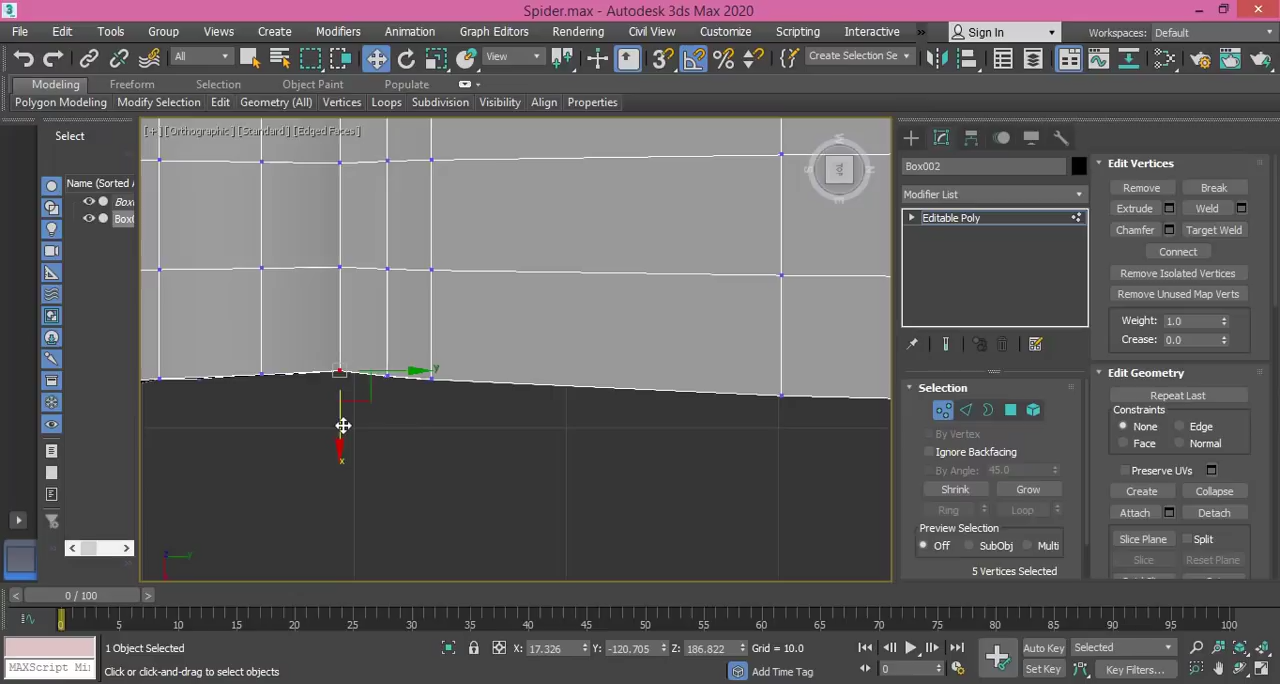 Spider.max - Autodesk 3ds Max 2020
File Edit Tools Group Views Create Modifiers Animation Graph Editors Rendering Civil View Customize Scripting Interactive » Sign In Workspaces: Default
All View Create Selection Se
Modeling Freeform Selection Object Paint Populate
Polygon Modeling Modify Selection Edit Geometry (All) Vertices Loops Subdivision Visibility Align Properties
Select
Name (Sorted A
[ + ] [Orthographic ] [Standard ] [Edged Faces ]
TOP
y
x
Box002
Modifier List
Editable Poly
Selection
By Vertex
Ignore Backfacing
By Angle: 45.0
Shrink Grow
Ring Loop
Preview Selection
Off SubObj Multi
5 Vertices Selected
Edit Vertices
Remove Break
Extrude Weld
Chamfer Target Weld
Connect
Remove Isolated Vertices
Remove Unused Map Verts
Weight: 1.0
Crease: 0.0
Edit Geometry
Repeat Last
Constraints
None Edge
Face Normal
Preserve UVs
Create Collapse
Attach Detach
Slice Plane Split
Slice Reset Plane
0 / 100
0 5 10 15 20 25 30 35 40 45 50 55 60 65 70 75 80 85 90 95 100
1 Object Selected X: 17.326 Y: -120.705 Z: 186.822 Grid = 10.0 Auto Key Selected
MAXScript Mi Click or click-and-drag to select objects Add Time Tag 0 Set Key Key Filters...